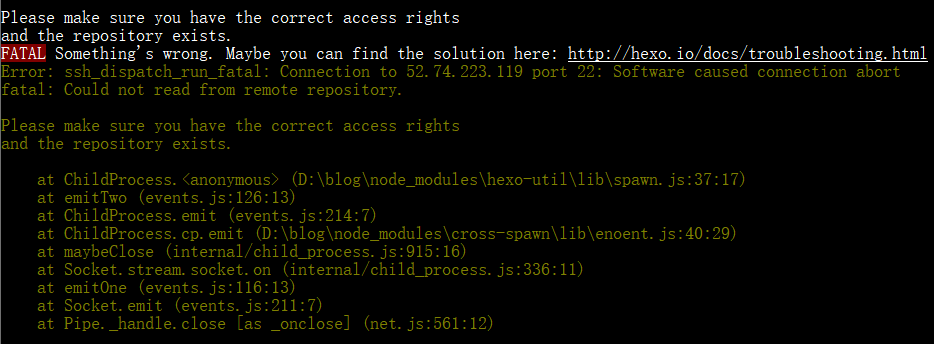 Please make sure you have the correct access rights
and the repository exists.
FATAL Something's wrong. Maybe you can find the solution here: http://hexo.io/docs/troubleshooting.html
Error: ssh_dispatch_run_fatal: Connection to 52.74.223.119 port 22: Software caused connection abort
fatal: Could not read from remote repository.
Please make sure you have the correct access rights
and the repository exists.
at ChildProcess.<anonymous> (D:\blog\node_modules\hexo-util\lib\spawn.js:37:17)
at emitTwo (events.js:126:13)
at ChildProcess.emit (events.js:214:7)
at ChildProcess.cp.emit (D:\blog\node_modules\cross-spawn\lib\enoent.js:40:29)
at maybeClose (internal/child_process.js:915:16)
at Socket.stream.socket.on (internal/child_process.js:336:11)
at emitOne (events.js:116:13)
at Socket.emit (events.js:211:7)
at Pipe._handle.close [as _onclose] (net.js:561:12)